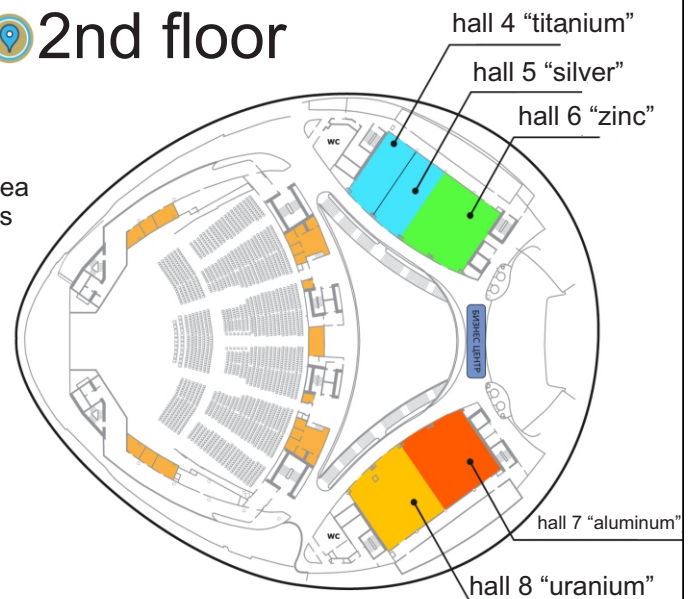 2nd floor
hall 4 “titanium”
hall 5 “silver”
hall 6 “zinc”
ea
s
WC
БИЗНЕС ЦЕНТР
hall 7 “aluminum”
WC
hall 8 “uranium”